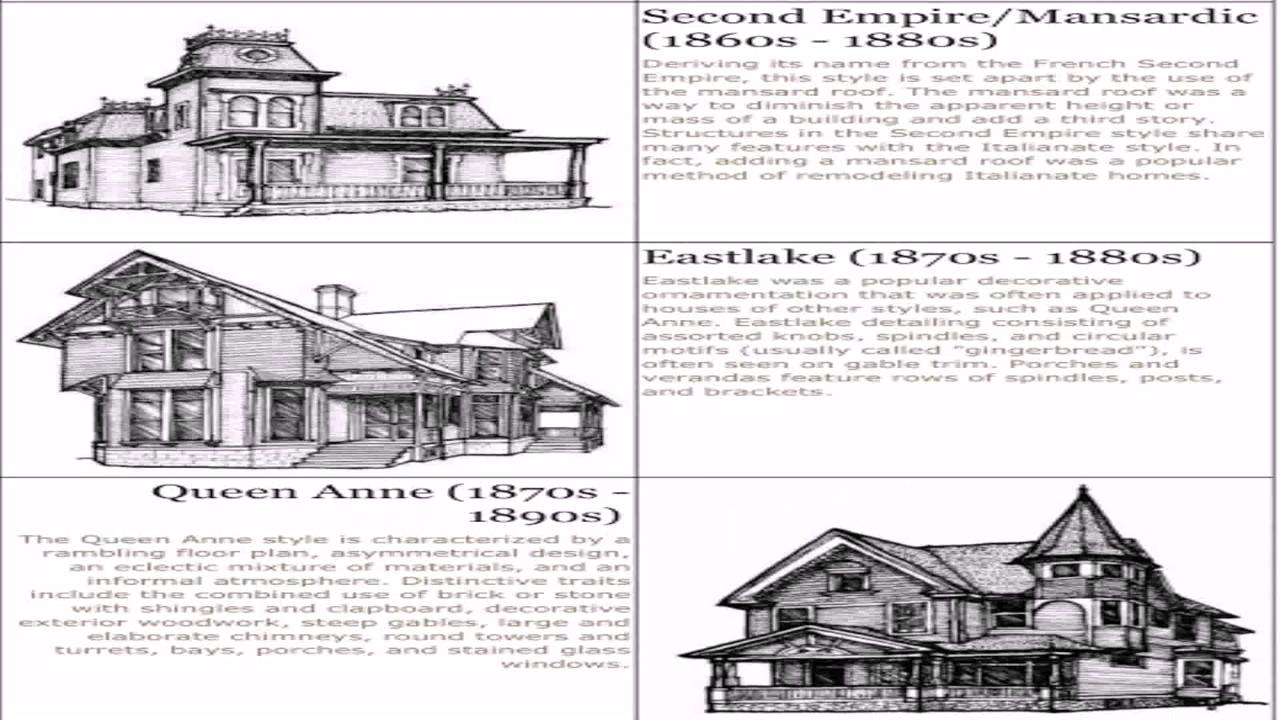 Second Empire/Mansardic
(1860s - 1880s)
Deriving its name from the French Second
Empire, this style is set apart by the use of
the mansard roof. The mansard roof was a
way to diminish the apparent height or
mass of a building and add a third story.
Structures in the Second Empire style share
many features with the Italianate style. In
fact, adding a mansard roof was a popular
method of remodeling Italianate homes.
Eastlake (1870s - 1880s)
Eastlake was a popular decorative
ornamentation that was often applied to
houses of other styles, such as Queen
Anne. Eastlake detailing consisting of
assorted knobs, spindles, and circular
motifs (usually called "gingerbread"), is
often seen on gable trim. Porches and
verandas feature rows of spindles, posts,
and brackets.
Queen Anne (1870s -
1890s)
The Queen Anne style is characterized by a
rambling floor plan, asymmetrical design,
an eclectic mixture of materials, and an
informal atmosphere. Distinctive traits
include the combined use of brick or stone
with shingles and clapboard, decorative
exterior woodwork, steep gables, large and
elaborate chimneys, round towers and
turrets, bays, porches, and stained glass
windows.